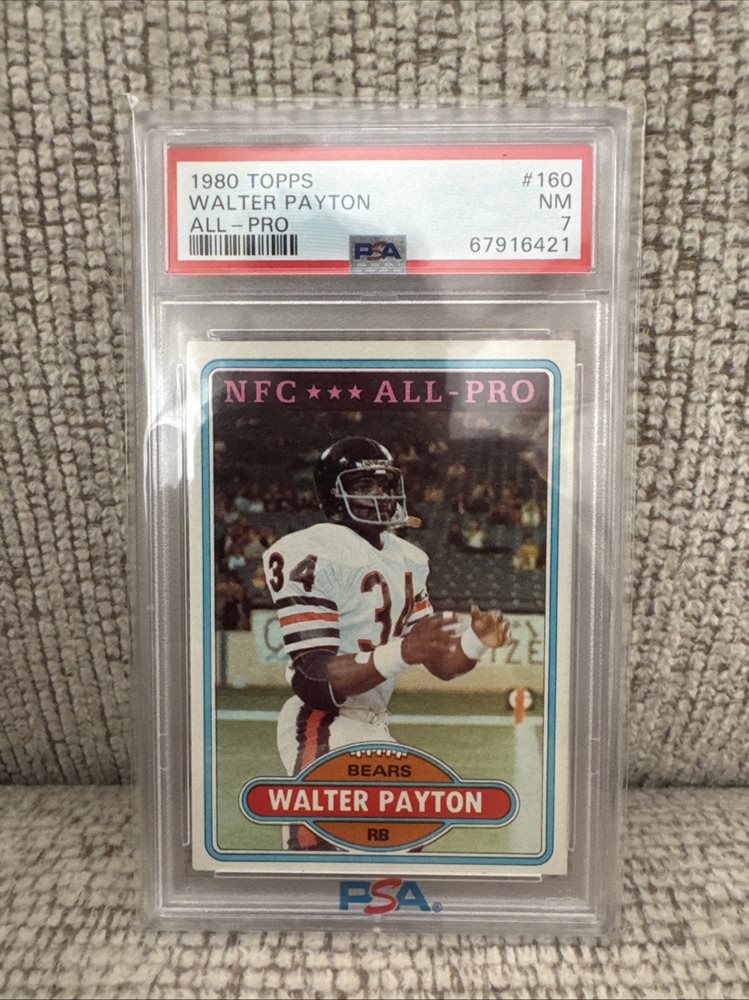 1980 TOPPS #160
WALTER PAYTON NM
ALL-PRO 7
PSA 67916421
NFC ★★★ ALL-PRO
34
34
BEARS
WALTER PAYTON
RB
PSA®